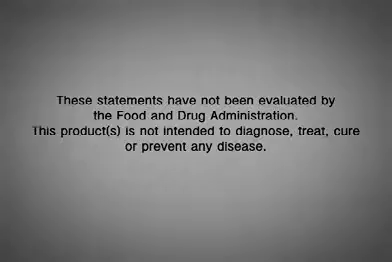 These statements have not been evaluated by
the Food and Drug Administration.
This product(s) is not intended to diagnose, treat, cure
or prevent any disease.